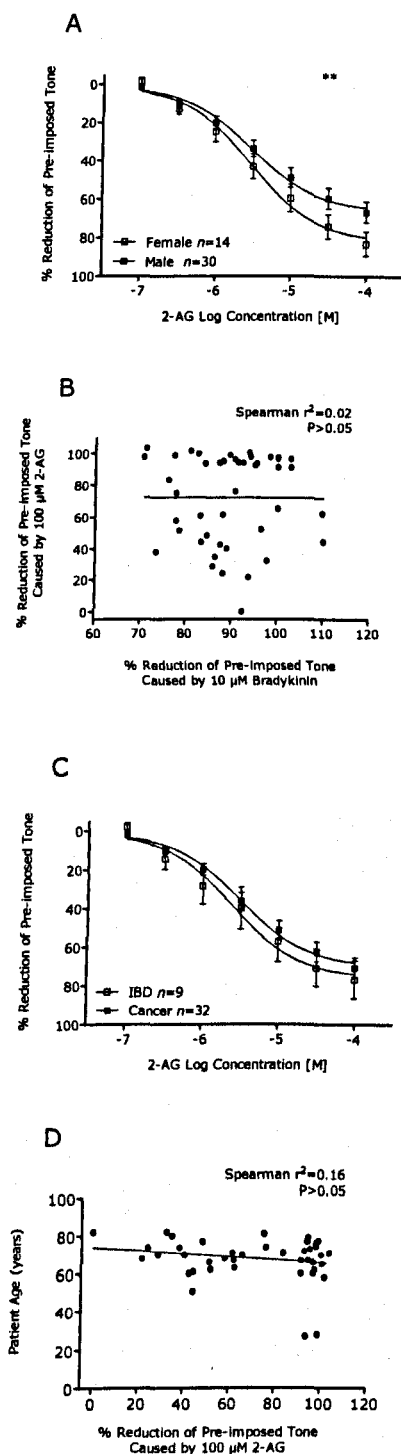 A
**
0
20
40
60
80
100
% Reduction of Pre-imposed Tone
Female n=14
Male n=30
-7
-6
-5
-4
2-AG Log Concentration [M]
B
Spearman r²=0.02
P>0.05
120
100
80
60
40
20
0
% Reduction of Pre-imposed Tone
Caused by 100 µM 2-AG
60
70
80
90
100
110
120
% Reduction of Pre-imposed Tone
Caused by 10 µM Bradykinin
C
0
20
40
60
80
100
% Reduction of Pre-imposed Tone
IBD n=9
Cancer n=32
-7
-6
-5
-4
2-AG Log Concentration [M]
D
Spearman r²=0.16
P>0.05
100
80
60
40
20
0
Patient Age (years)
0
20
40
60
80
100
120
% Reduction of Pre-imposed Tone
Caused by 100 µM 2-AG